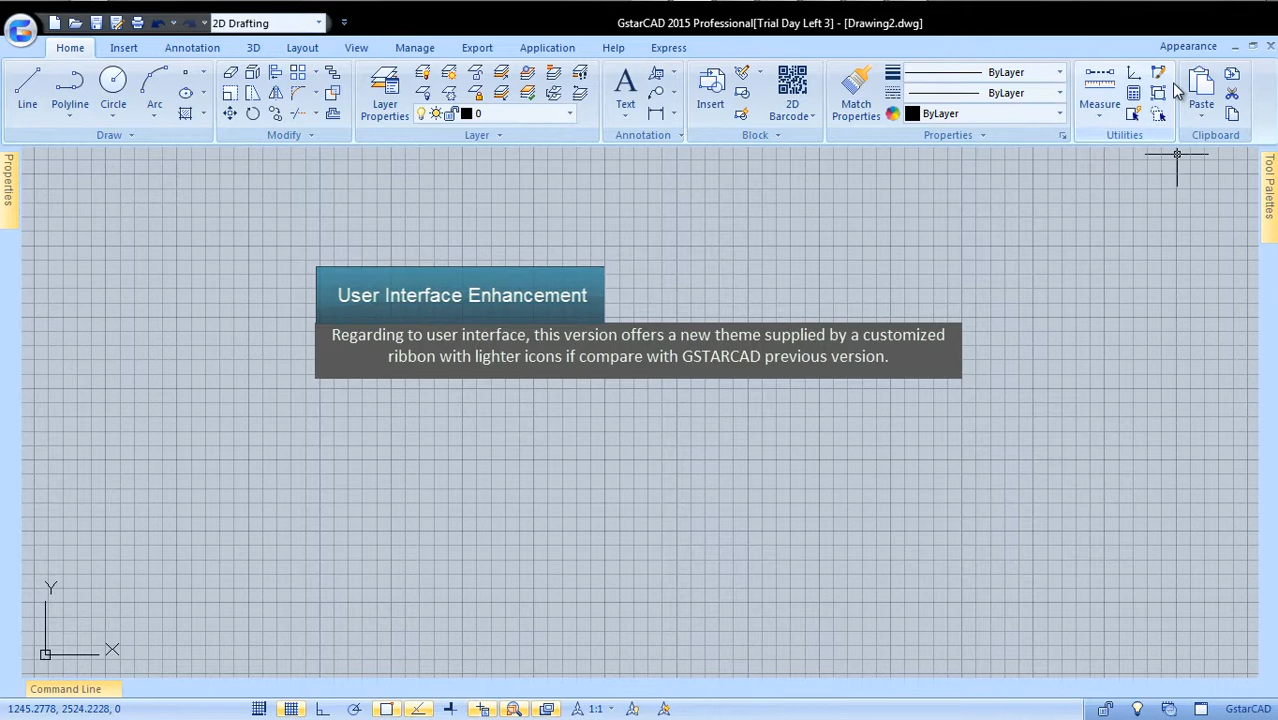 2D Drafting
GstarCAD 2015 Professional[Trial Day Left 3] - [Drawing2.dwg]
Home Insert Annotation 3D Layout View Manage Export Application Help Express Appearance
Line Polyline Circle Arc
Layer
Properties
0
Text
Insert
2D
Barcode
Match
Properties
ByLayer
ByLayer
ByLayer
Measure
Paste
Draw Modify Layer Annotation Block Properties Utilities Clipboard
Properties
Tool Palettes
User Interface Enhancement
Regarding to user interface, this version offers a new theme supplied by a customized
ribbon with lighter icons if compare with GSTARCAD previous version.
Y
X
Command Line
1245.2778, 2524.2228, 0
1:1
GstarCAD